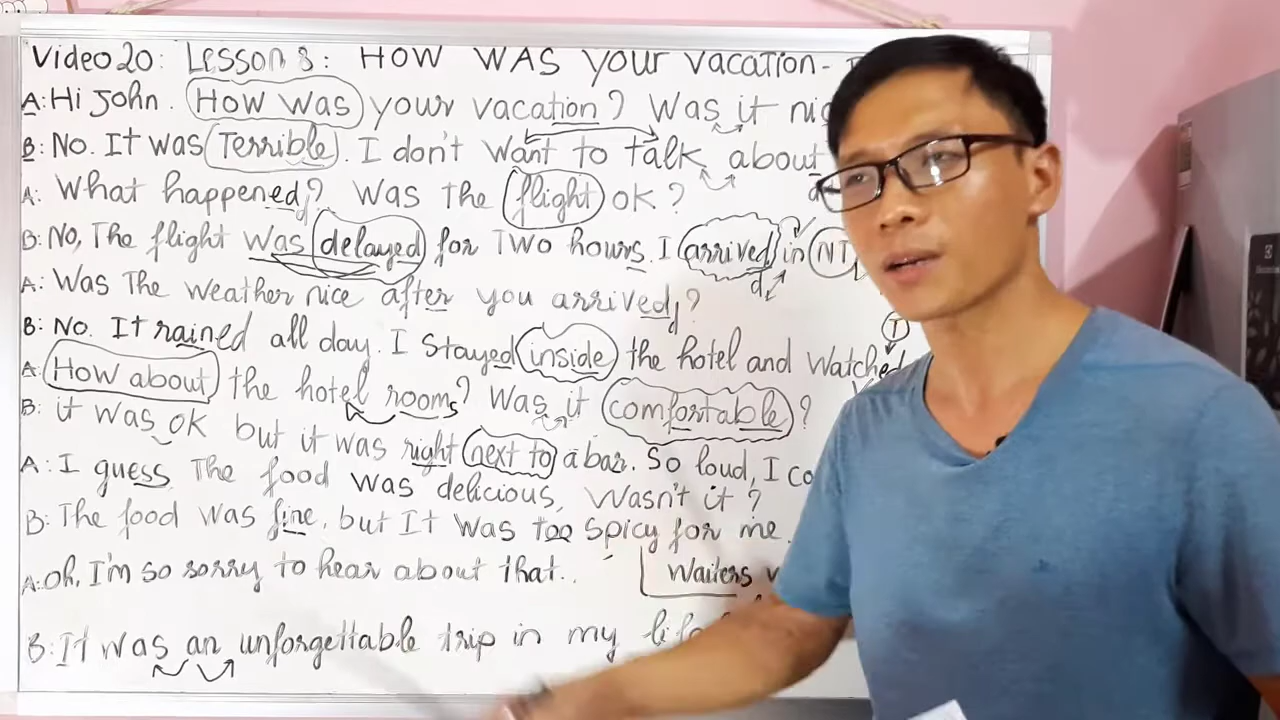 Video 20: Lesson 8: HOW WAS your vacation-
A: Hi John. How was your vacation? Was it
B: No. It was Terrible. I don't want to talk about
A: What happened? Was the flight OK?
d
B: No, The flight was delayed for Two hours. I arrived in NT
d
A: Was The weather nice after you arrived?
d
B: No. It rained all day. I stayed inside the hotel and watched
T
A: How about the hotel rooms? Was it comfortable?
B: it was OK but it was right next to a bar. So loud, I
A: I guess The food was delicious, Wasn't it?
B: The food was fine, but It was too spicy for me.
A: Oh, I'm so sorry to hear about that..
Waiters
B: It was an unforgettable trip in my life